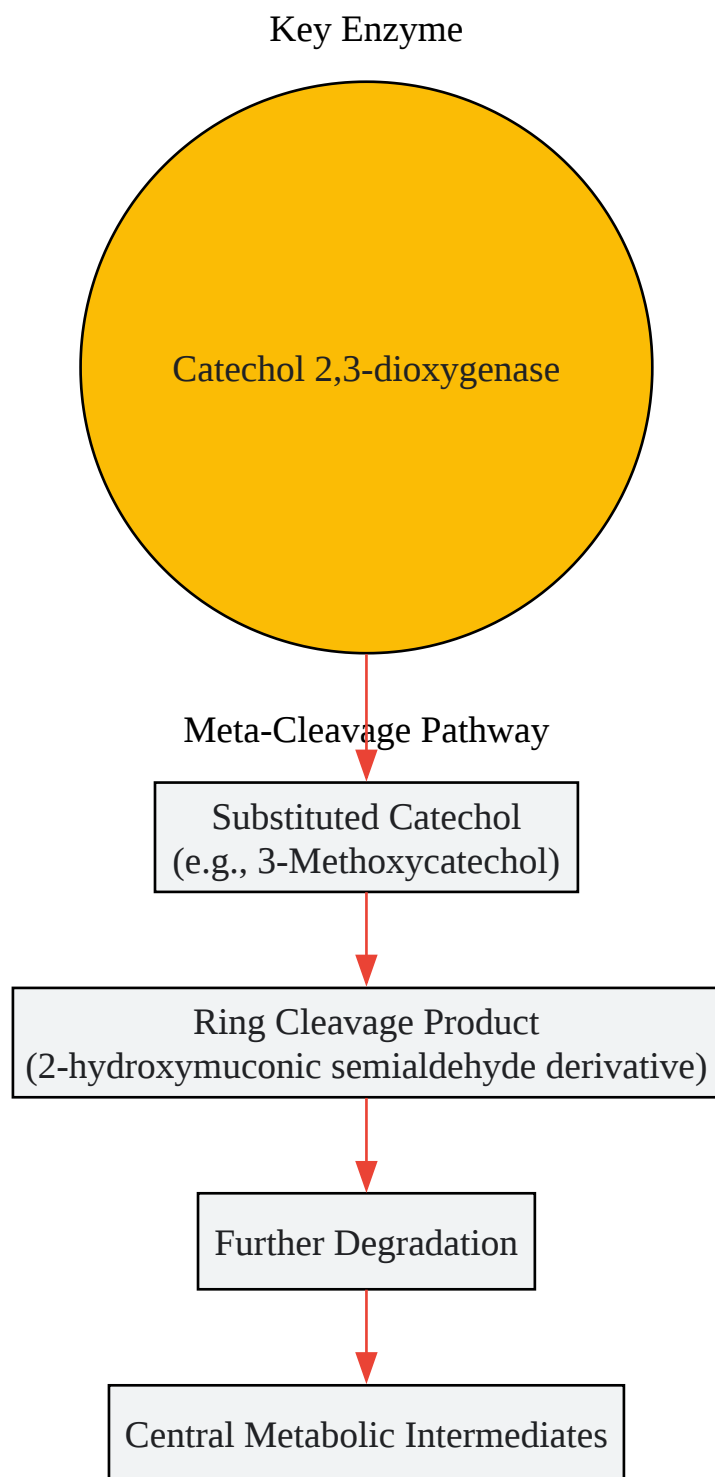 Key Enzyme
Catechol 2,3-dioxygenase
Meta-Cleavage Pathway
Substituted Catechol
(e.g., 3-Methoxycatechol)
Ring Cleavage Product
(2-hydroxymuconic semialdehyde derivative)
Further Degradation
Central Metabolic Intermediates